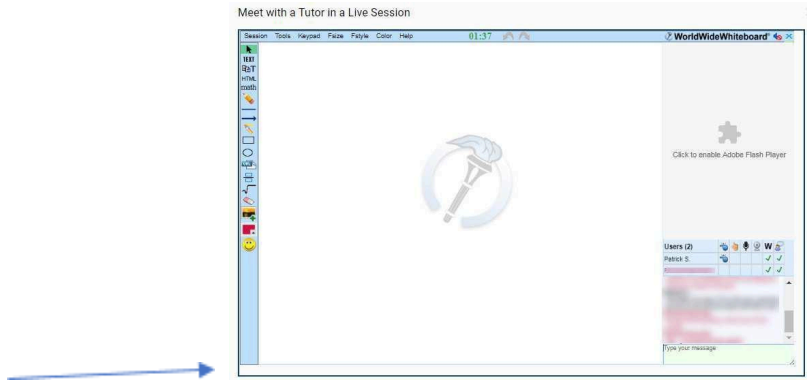 Meet with a Tutor in a Live Session
Session Tools Keypad Fsize Fstyle Color Help 01:37 WorldWideWhiteboard®
TEXT
HTML
math
Click to enable Adobe Flash Player
Users (2) W
Patrick S.
Type your message